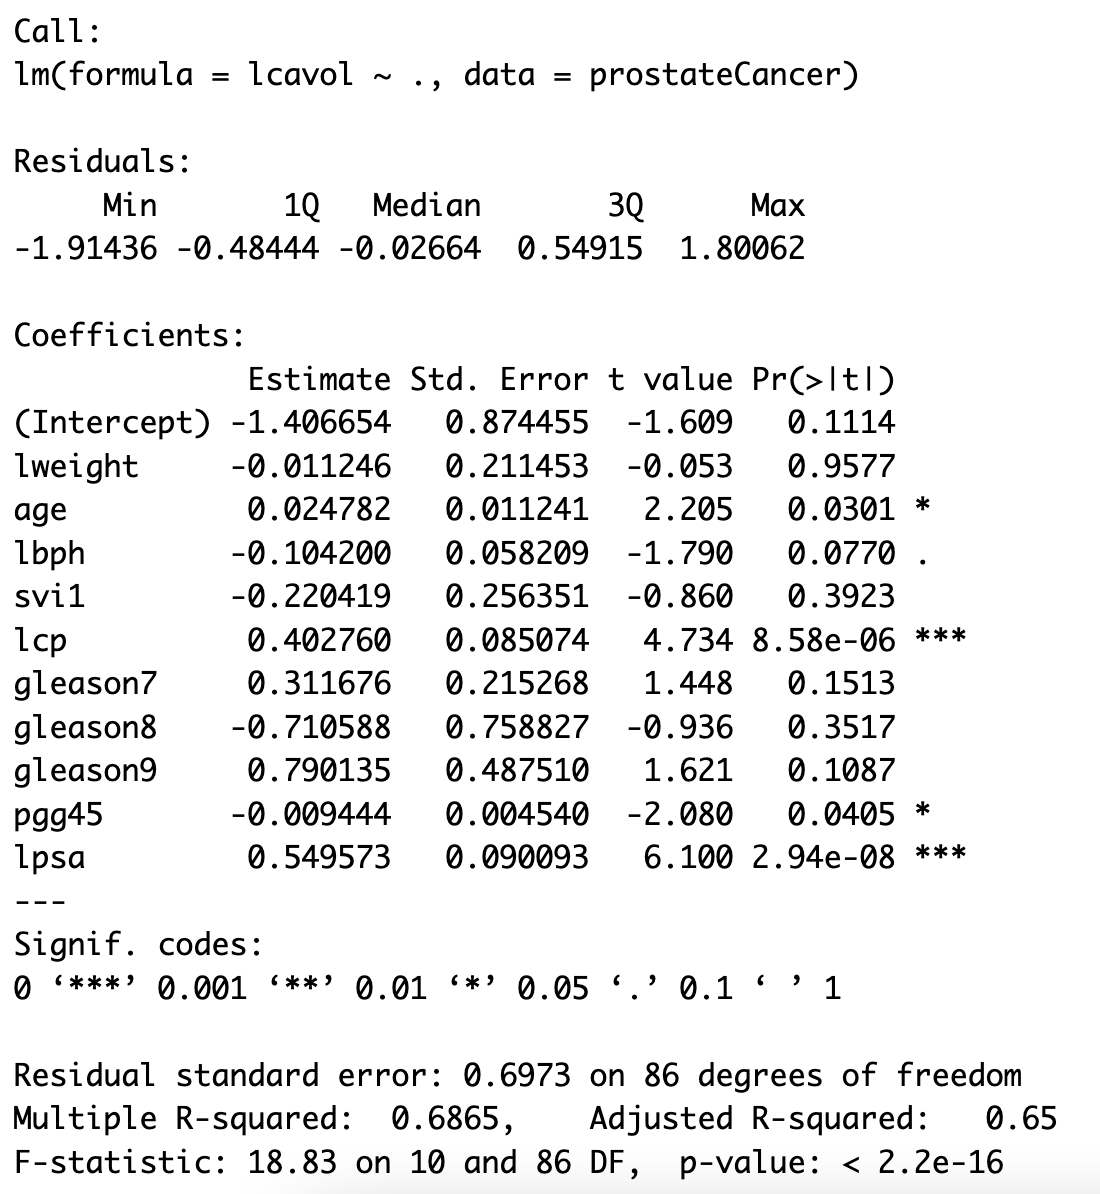 Call:
lm(formula = lcavol ~ ., data = prostateCancer)

Residuals:
     Min       1Q   Median       3Q      Max
-1.91436 -0.48444 -0.02664  0.54915  1.80062

Coefficients:
             Estimate Std. Error t value Pr(>|t|)
(Intercept) -1.406654   0.874455  -1.609   0.1114
lweight     -0.011246   0.211453  -0.053   0.9577
age          0.024782   0.011241   2.205   0.0301 *
lbph        -0.104200   0.058209  -1.790   0.0770 .
svi1        -0.220419   0.256351  -0.860   0.3923
lcp          0.402760   0.085074   4.734 8.58e-06 ***
gleason7     0.311676   0.215268   1.448   0.1513
gleason8    -0.710588   0.758827  -0.936   0.3517
gleason9     0.790135   0.487510   1.621   0.1087
pgg45       -0.009444   0.004540  -2.080   0.0405 *
lpsa         0.549573   0.090093   6.100 2.94e-08 ***
---
Signif. codes:
0 ‘***’ 0.001 ‘**’ 0.01 ‘*’ 0.05 ‘.’ 0.1 ‘ ’ 1

Residual standard error: 0.6973 on 86 degrees of freedom
Multiple R-squared:  0.6865,    Adjusted R-squared:   0.65
F-statistic: 18.83 on 10 and 86 DF,  p-value: < 2.2e-16